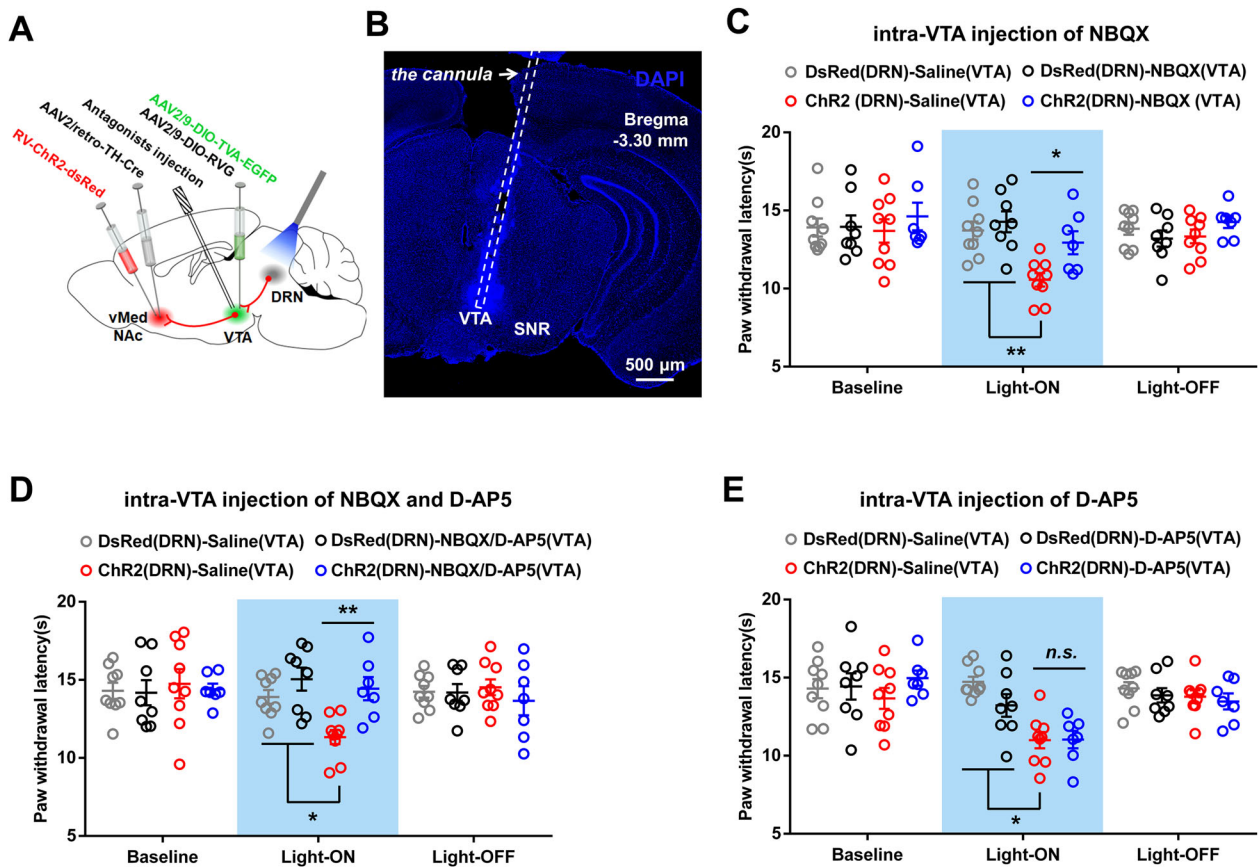 A
RV-ChR2-dsRed
AAV2/retro-TH-Cre
Antagonists injection
AAV2/9-DIO-RVG
AAV2/9-DIO-TVA-EGFP
DRN
vMed
NAc
VTA
B
the cannula
DAPI
Bregma
-3.30 mm
VTA
SNR
500 µm
C
intra-VTA injection of NBQX
DsRed(DRN)-Saline(VTA) DsRed(DRN)-NBQX(VTA)
ChR2 (DRN)-Saline(VTA) ChR2(DRN)-NBQX (VTA)
Paw withdrawal latency(s)
20
15
10
5
*
**
Baseline Light-ON Light-OFF
D
intra-VTA injection of NBQX and D-AP5
DsRed(DRN)-Saline(VTA) DsRed(DRN)-NBQX/D-AP5(VTA)
ChR2(DRN)-Saline(VTA) ChR2(DRN)-NBQX/D-AP5(VTA)
Paw withdrawal latency(s)
20
15
10
5
**
*
Baseline Light-ON Light-OFF
E
intra-VTA injection of D-AP5
DsRed(DRN)-Saline(VTA) DsRed(DRN)-D-AP5(VTA)
ChR2(DRN)-Saline(VTA) ChR2(DRN)-D-AP5(VTA)
Paw withdrawal latency(s)
20
15
10
5
n.s.
*
Baseline Light-ON Light-OFF